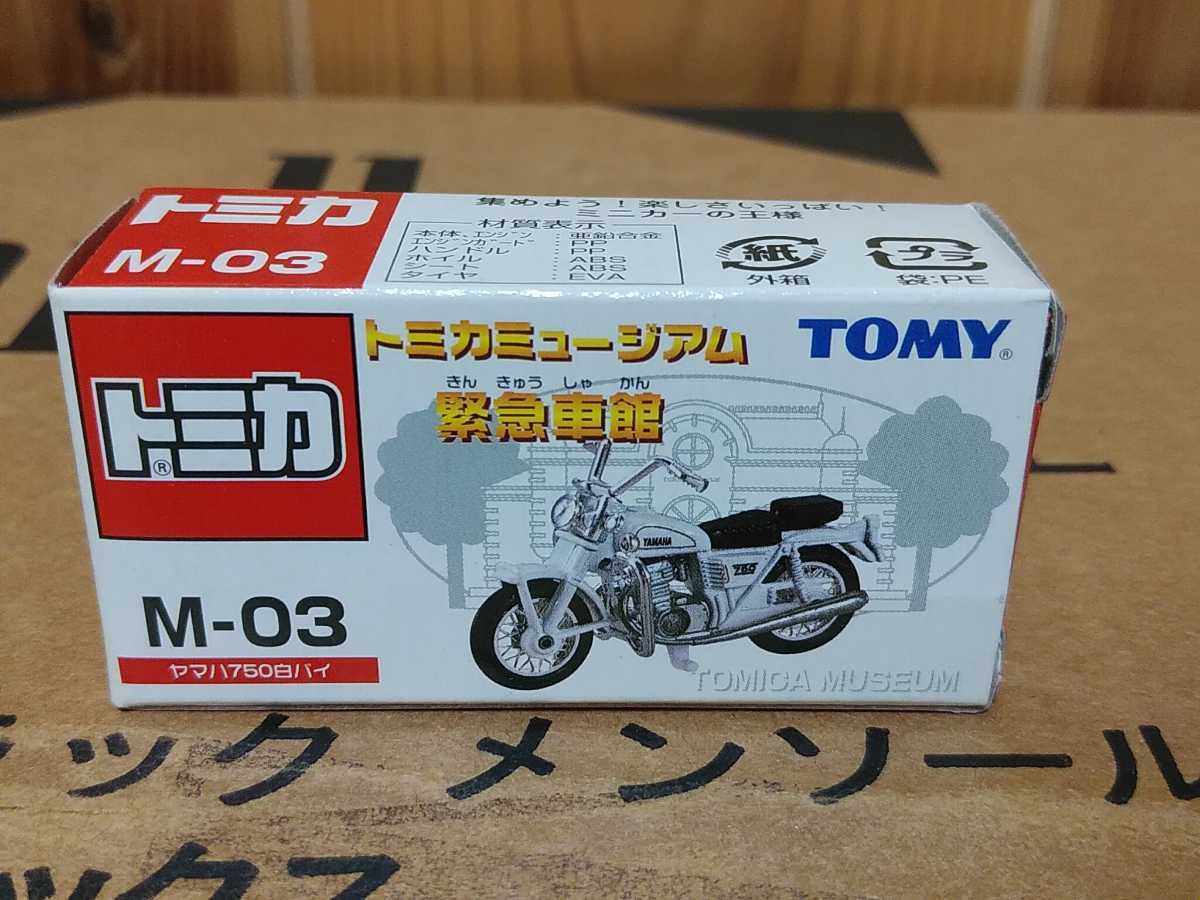 トミカ
M-03
集めよう!楽しさいっぱい!
ミニカーの王様
材質表示
本体、エンジン : 亜鉛合金
エンジンガード : PP
ハンドル : PP
ホイル : ABS
シート : ABS
タイヤ : EVA
紙
外箱
プラ
袋:PE
トミカ®
トミカミュージアム
きん きゅう しゃ かん
緊急車館
TOMY®
YAMAHA
750
M-03
ヤマハ750白バイ
TOMICA MUSEUM
ック メンソール
ックス